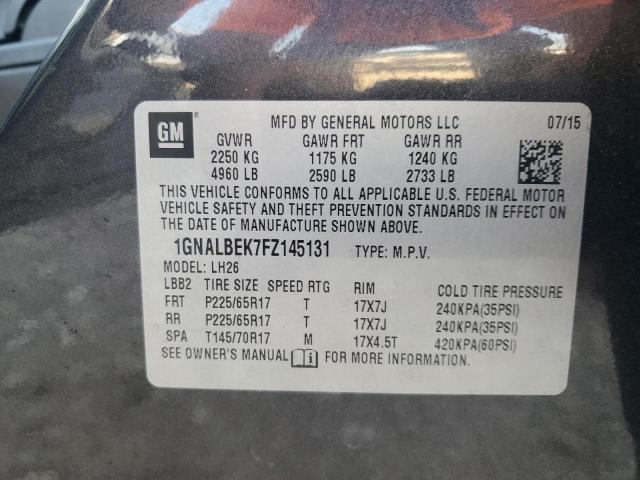 GM ®
MFD BY GENERAL MOTORS LLC 07/15
GVWR GAWR FRT GAWR RR
2250 KG 1175 KG 1240 KG
4960 LB 2590 LB 2733 LB
THIS VEHICLE CONFORMS TO ALL APPLICABLE U.S. FEDERAL MOTOR
VEHICLE SAFETY AND THEFT PREVENTION STANDARDS IN EFFECT ON
THE DATE OF MANUFACTURE SHOWN ABOVE.
1GNALBEK7FZ145131 TYPE: M.P.V.
MODEL: LH26
LBB2 TIRE SIZE SPEED RTG RIM COLD TIRE PRESSURE
FRT P225/65R17 T 17X7J 240KPA(35PSI)
RR P225/65R17 T 17X7J 240KPA(35PSI)
SPA T145/70R17 M 17X4.5T 420KPA(60PSI)
SEE OWNER'S MANUAL i FOR MORE INFORMATION.